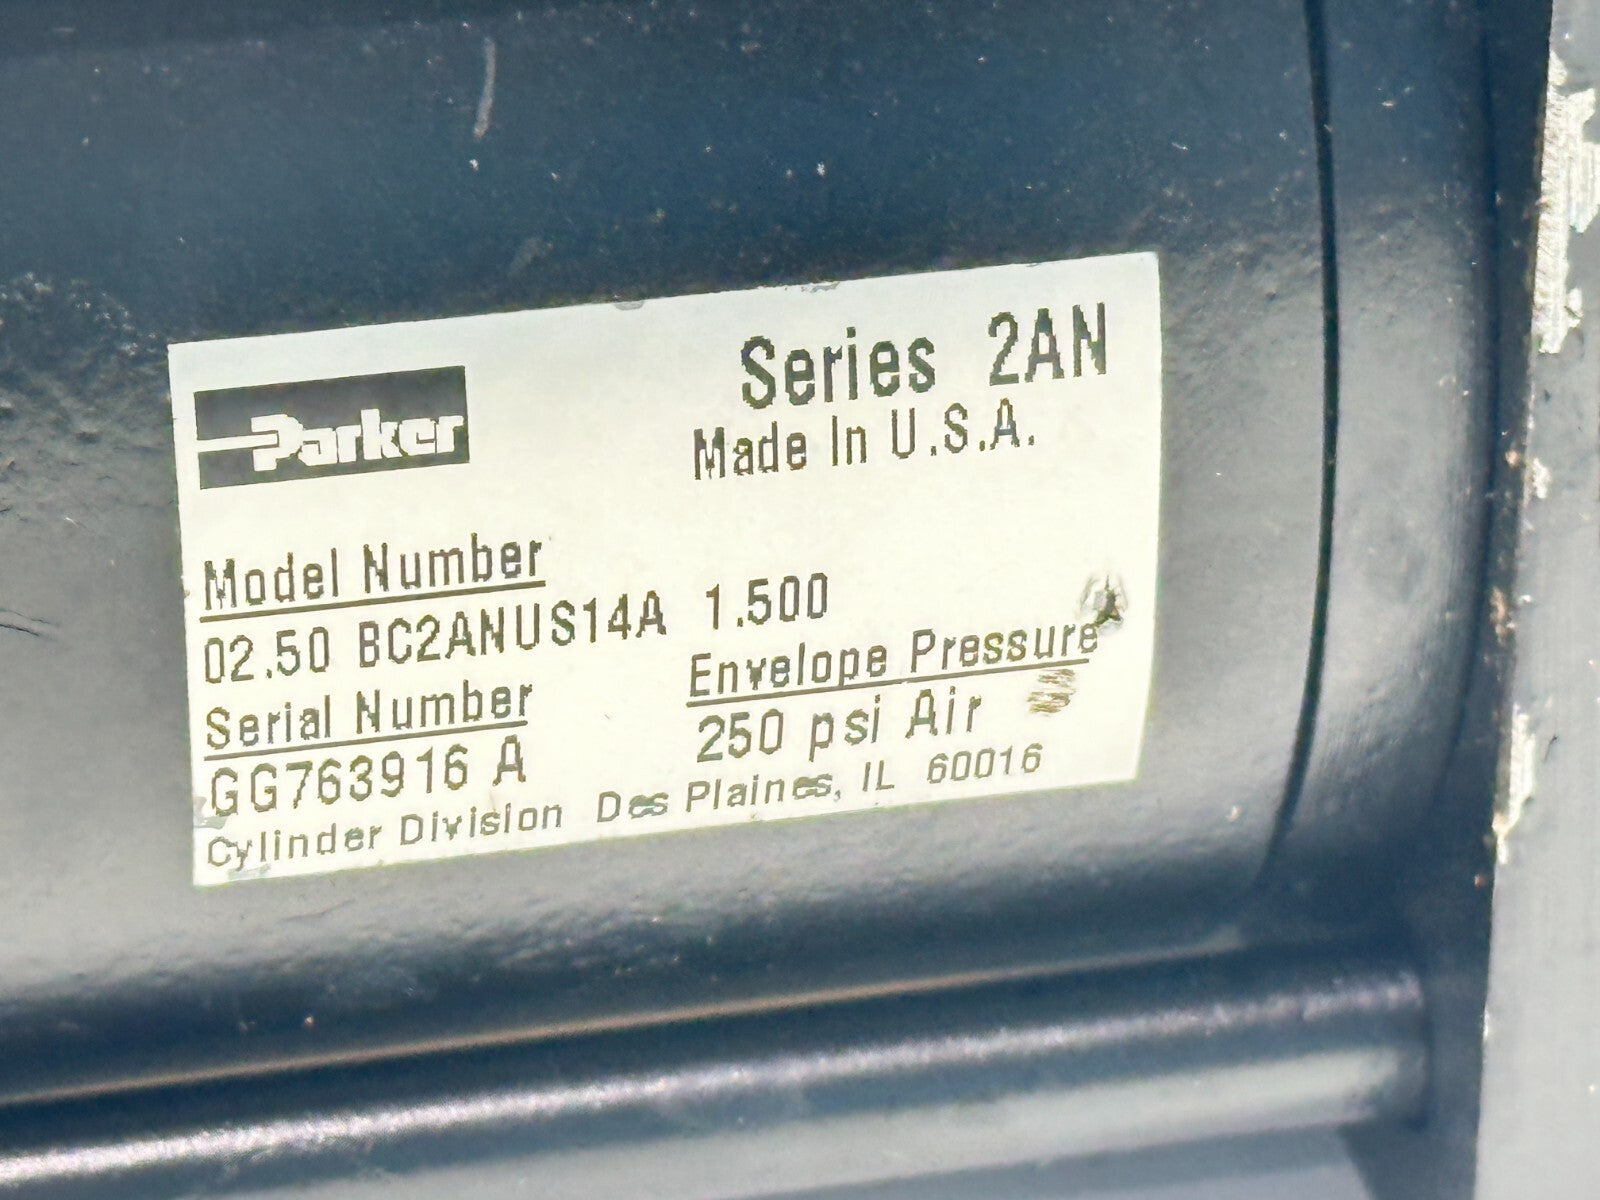 Parker
Series 2AN
Made In U.S.A.
Model Number
02.50 BC2ANUS14A 1.500
Serial Number
GG763916 A
Envelope Pressure
250 psi Air
Cylinder Division Des Plaines, IL 60016